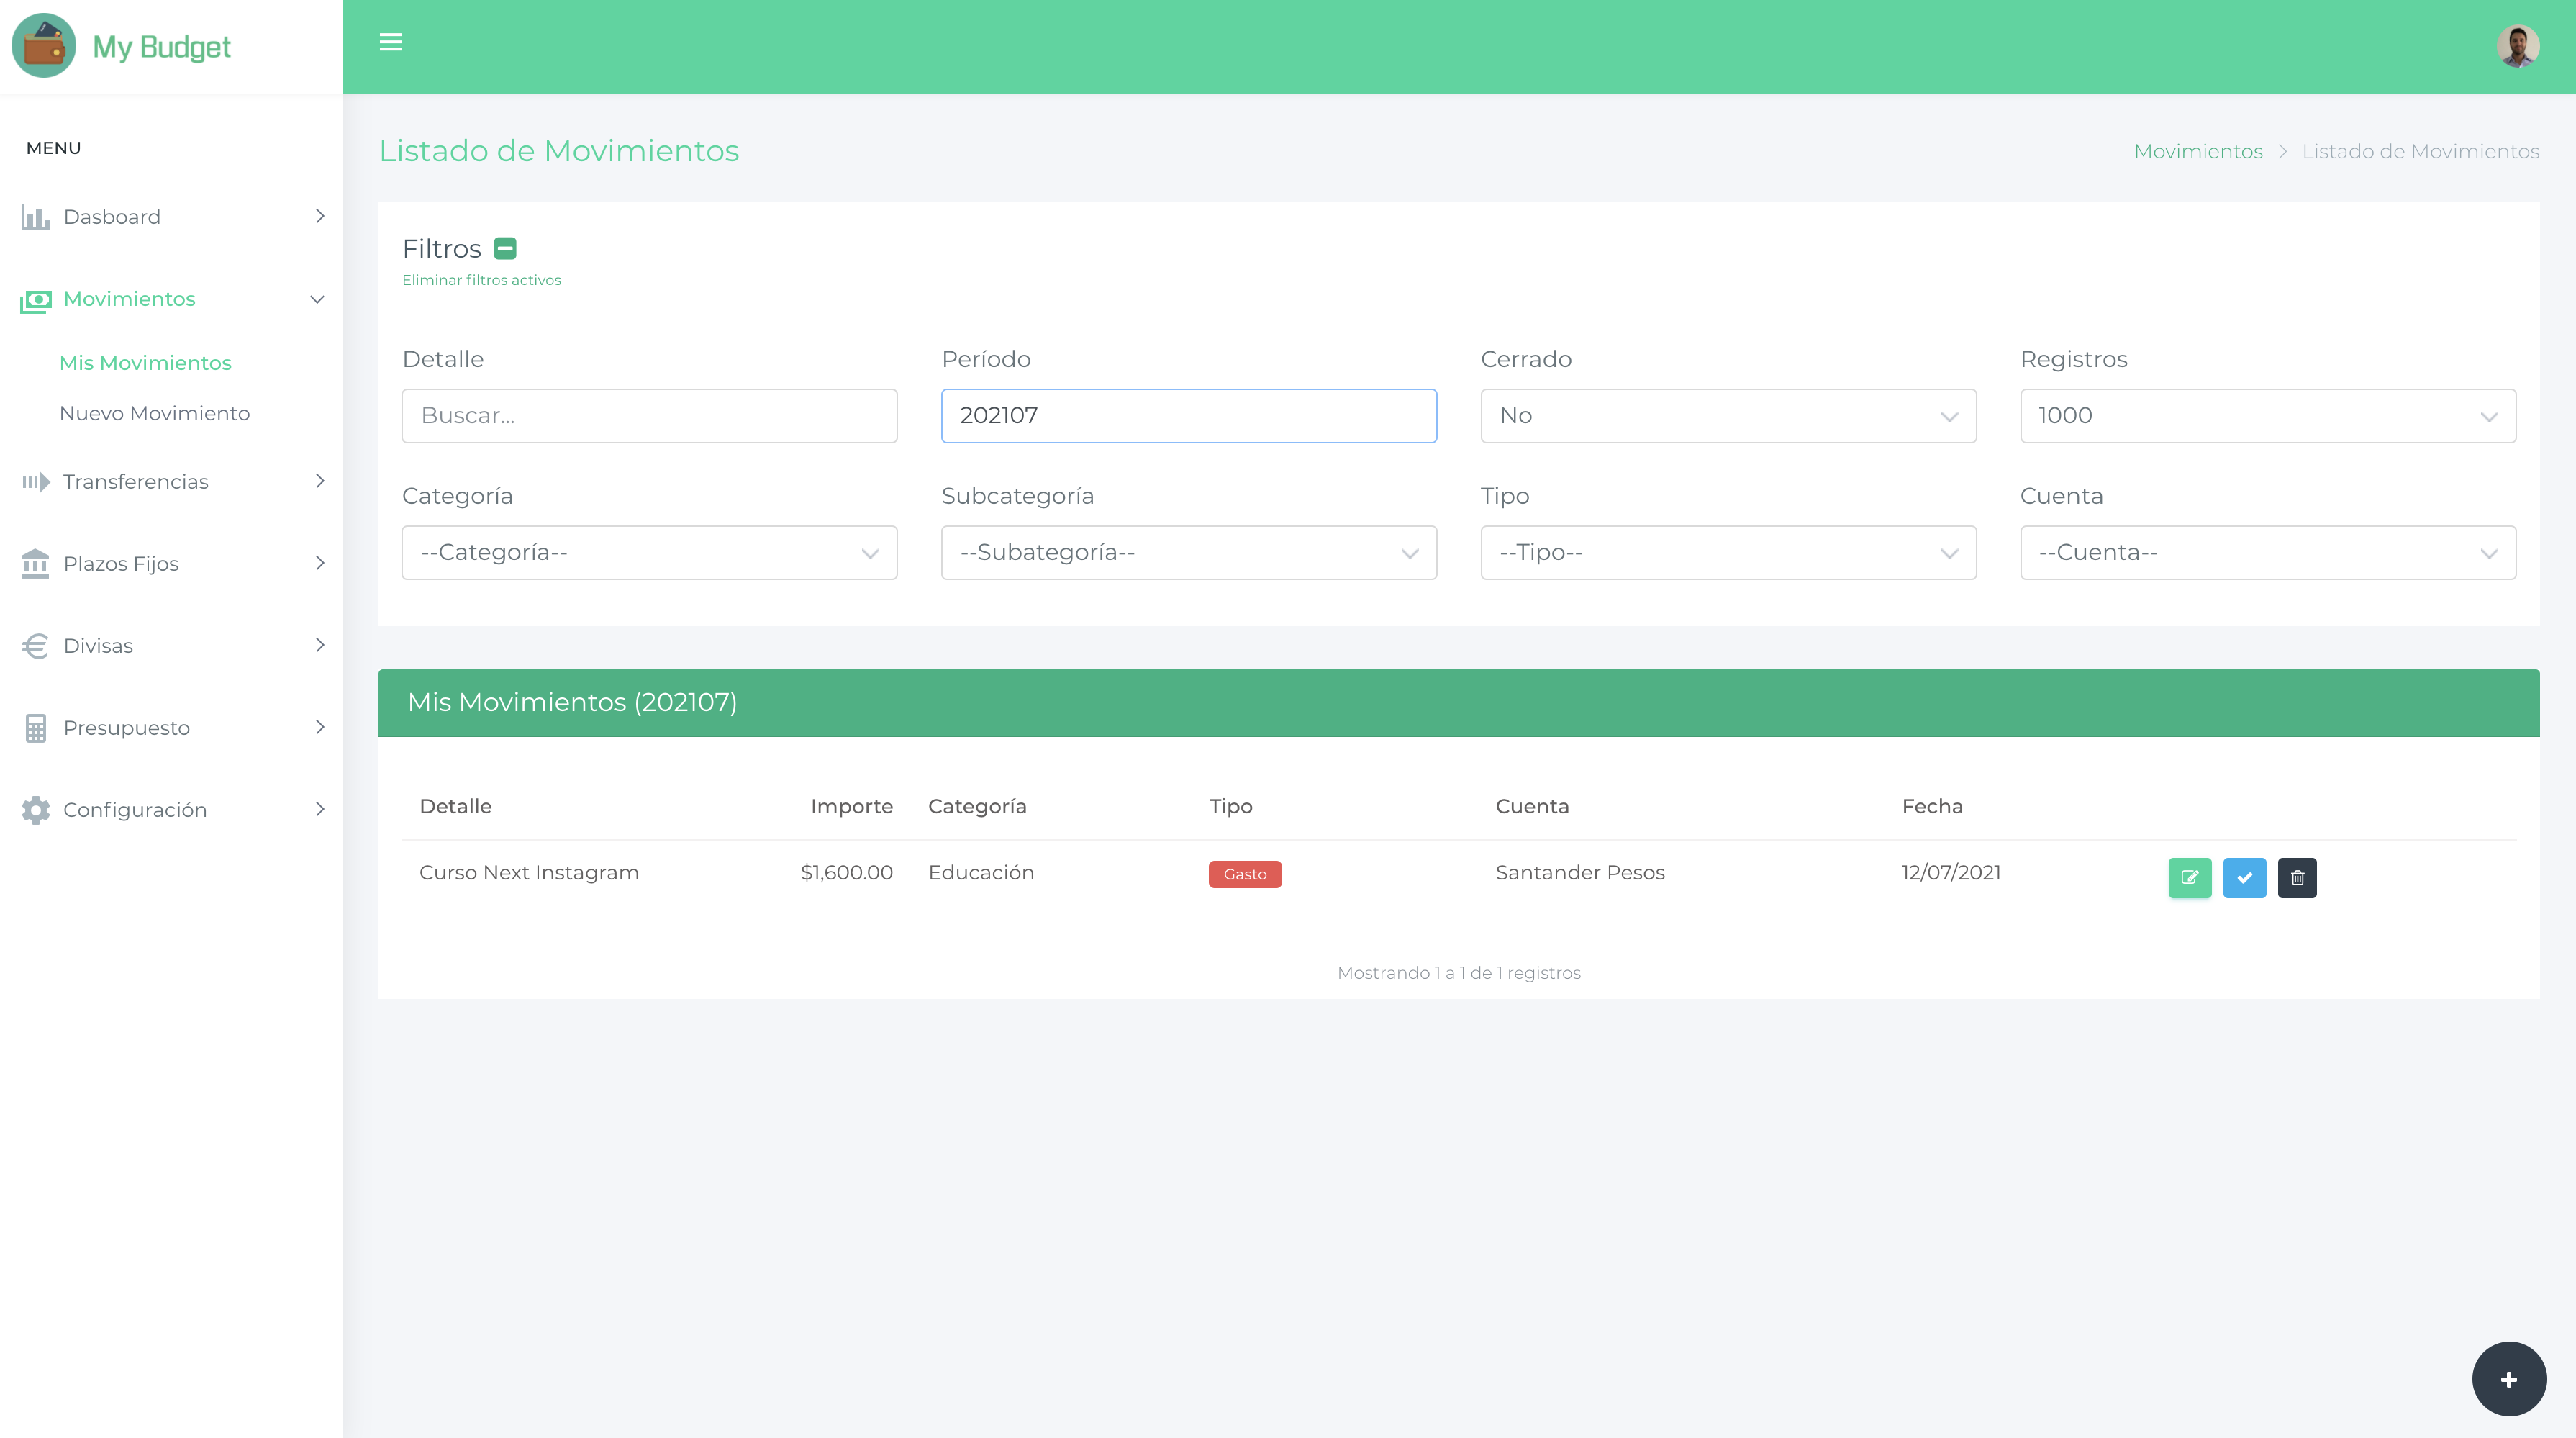 My Budget
MENU
Dasboard
Movimientos
Mis Movimientos
Nuevo Movimiento
Transferencias
Plazos Fijos
Divisas
Presupuesto
Configuración
Listado de Movimientos
Movimientos > Listado de Movimientos
Filtros
Eliminar filtros activos
Detalle Período Cerrado Registros
Buscar... 202107 No 1000
Categoría Subcategoría Tipo Cuenta
--Categoría-- --Subategoría-- --Tipo-- --Cuenta--
Mis Movimientos (202107)
Detalle Importe Categoría Tipo Cuenta Fecha
Curso Next Instagram $1,600.00 Educación Gasto Santander Pesos 12/07/2021
Mostrando 1 a 1 de 1 registros